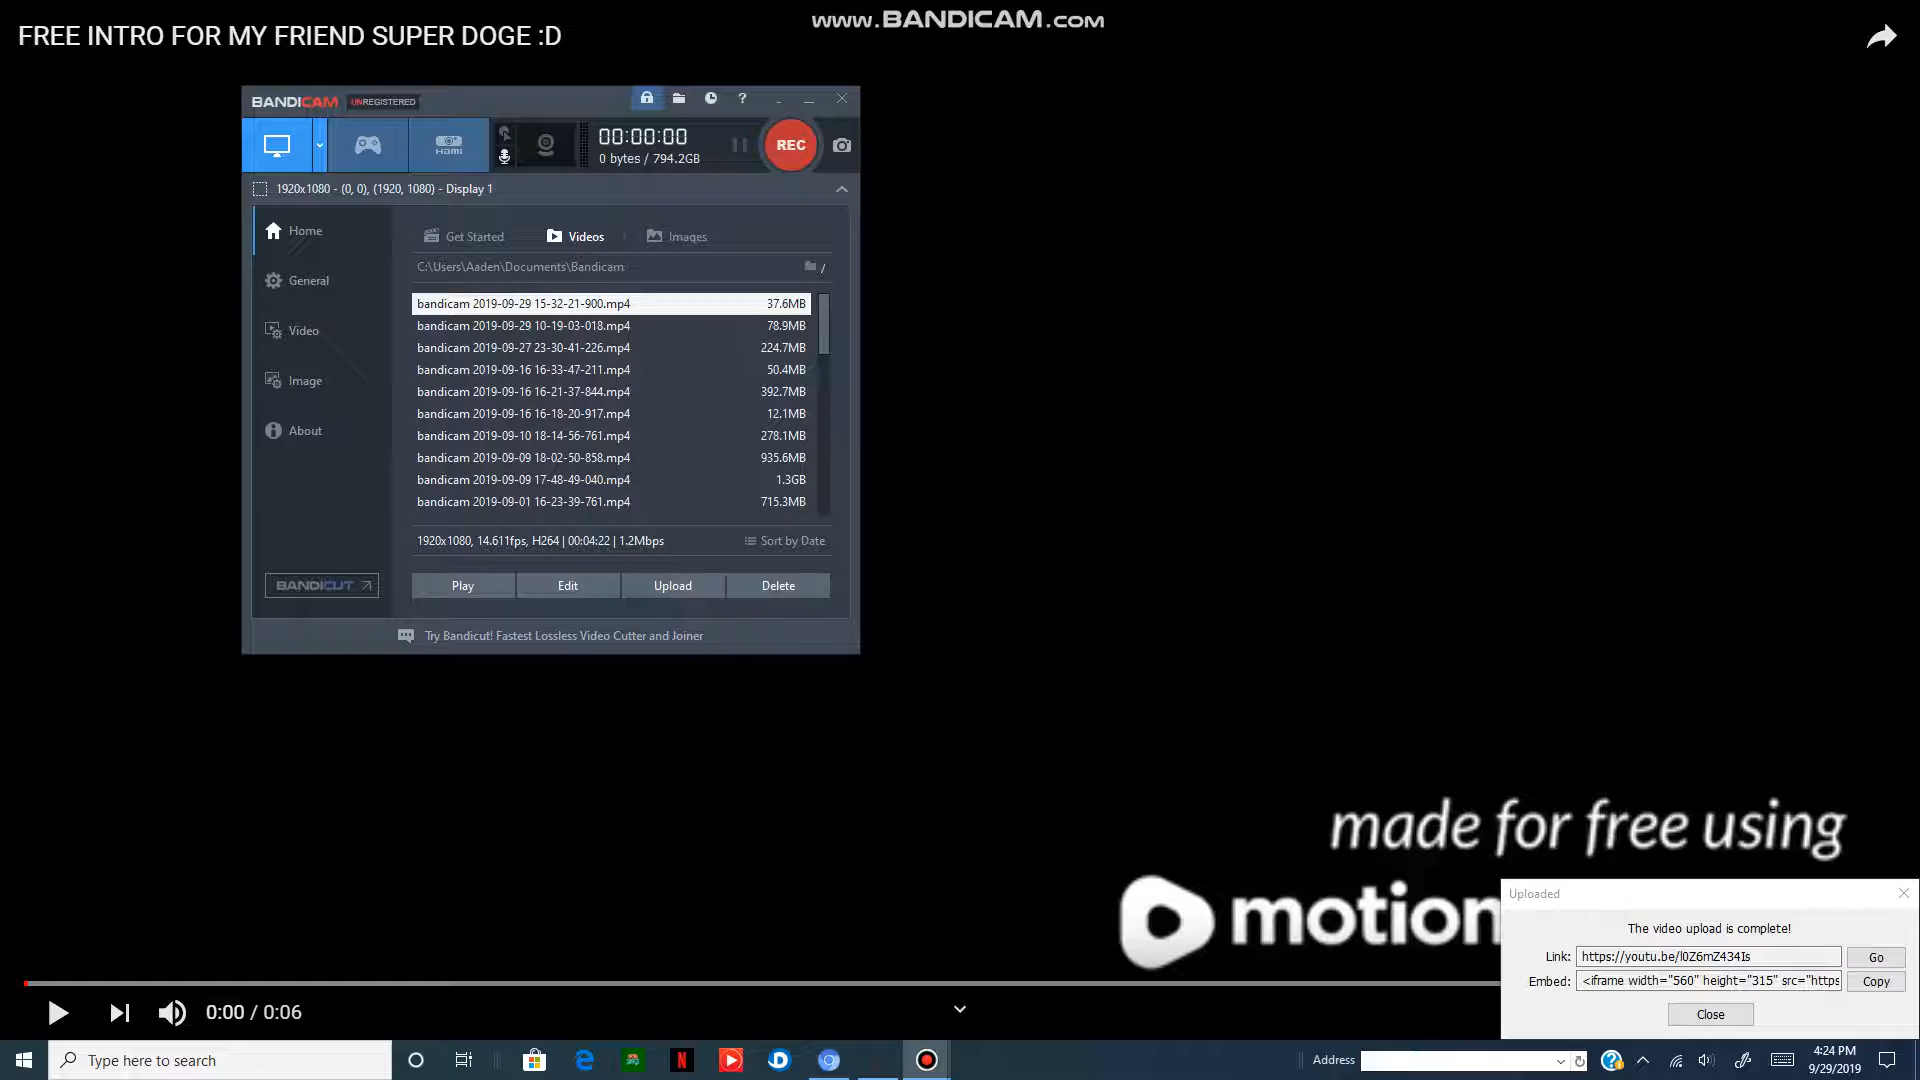 www.BANDICAM.com
FREE INTRO FOR MY FRIEND SUPER DOGE :D
BANDICAM UNREGISTERED
?
HDMI
00:00:00
0 bytes / 794.2GB
REC
1920x1080 - (0, 0), (1920, 1080) - Display 1
Home
General
Video
Image
About
BANDICUT
Get Started
Videos
Images
C:\Users\Aaden\Documents\Bandicam
/
bandicam 2019-09-29 15-32-21-900.mp4 37.6MB
bandicam 2019-09-29 10-19-03-018.mp4 78.9MB
bandicam 2019-09-27 23-30-41-226.mp4 224.7MB
bandicam 2019-09-16 16-33-47-211.mp4 50.4MB
bandicam 2019-09-16 16-21-37-844.mp4 392.7MB
bandicam 2019-09-16 16-18-20-917.mp4 12.1MB
bandicam 2019-09-10 18-14-56-761.mp4 278.1MB
bandicam 2019-09-09 18-02-50-858.mp4 935.6MB
bandicam 2019-09-09 17-48-49-040.mp4 1.3GB
bandicam 2019-09-01 16-23-39-761.mp4 715.3MB
1920x1080, 14.611fps, H264 | 00:04:22 | 1.2Mbps
Sort by Date
Play Edit Upload Delete
Try Bandicut! Fastest Lossless Video Cutter and Joiner
made for free using
motion
Uploaded
The video upload is complete!
Link: https://youtu.be/l0Z6mZ434Is Go
Embed: <iframe width="560" height="315" src="https Copy
Close
0:00 / 0:06
Type here to search
Address
4:24 PM
9/29/2019